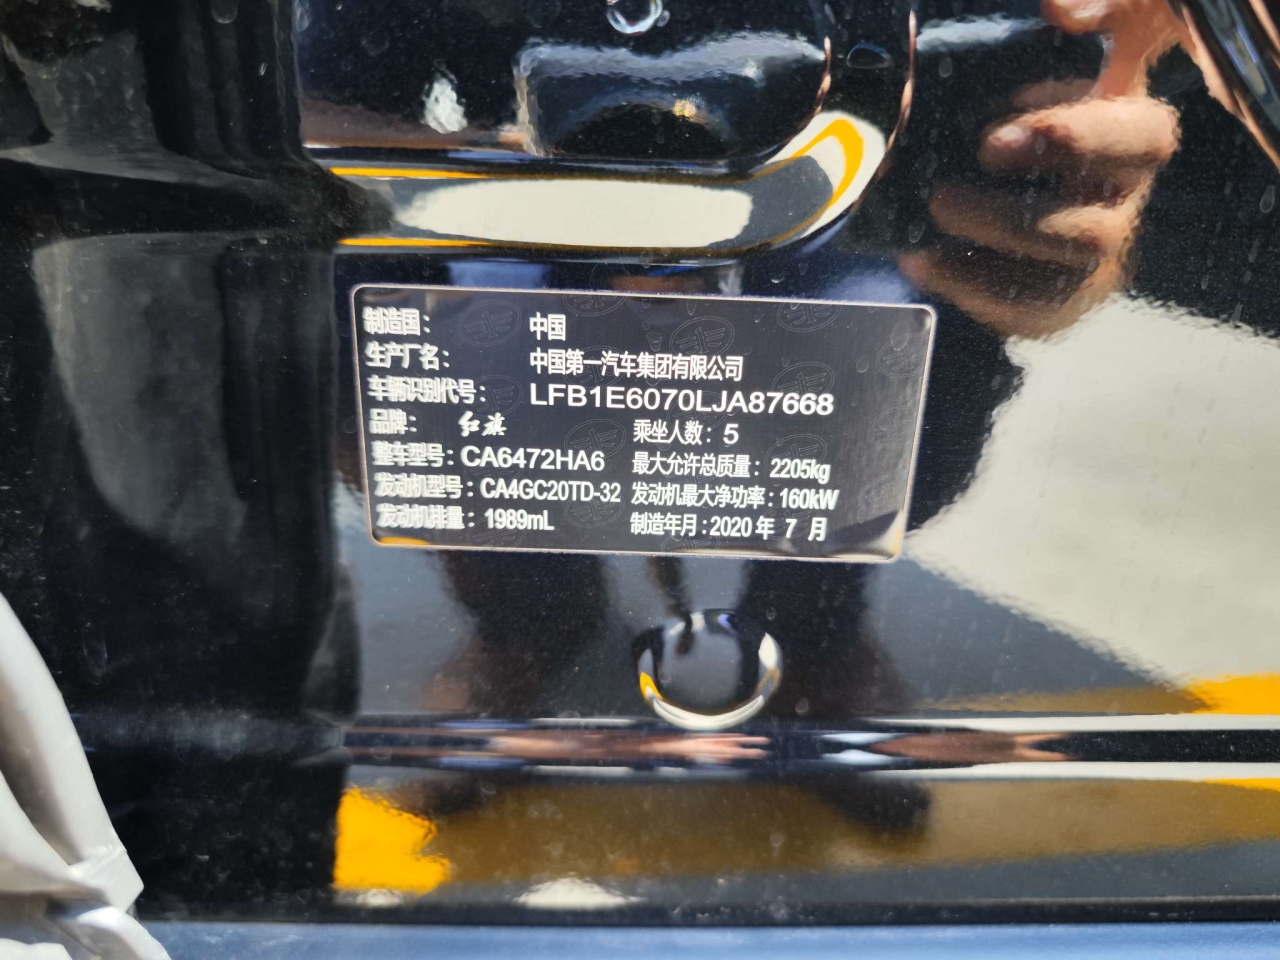 制造国： 中国
生产厂名： 中国第一汽车集团有限公司
车辆识别代号： LFB1E6070LJA87668
品牌： 红旗 乘坐人数：5
整车型号：CA6472HA6 最大允许总质量：2205kg
发动机型号：CA4GC20TD-32 发动机最大净功率：160kW
发动机排量：1989mL 制造年月：2020年 7 月